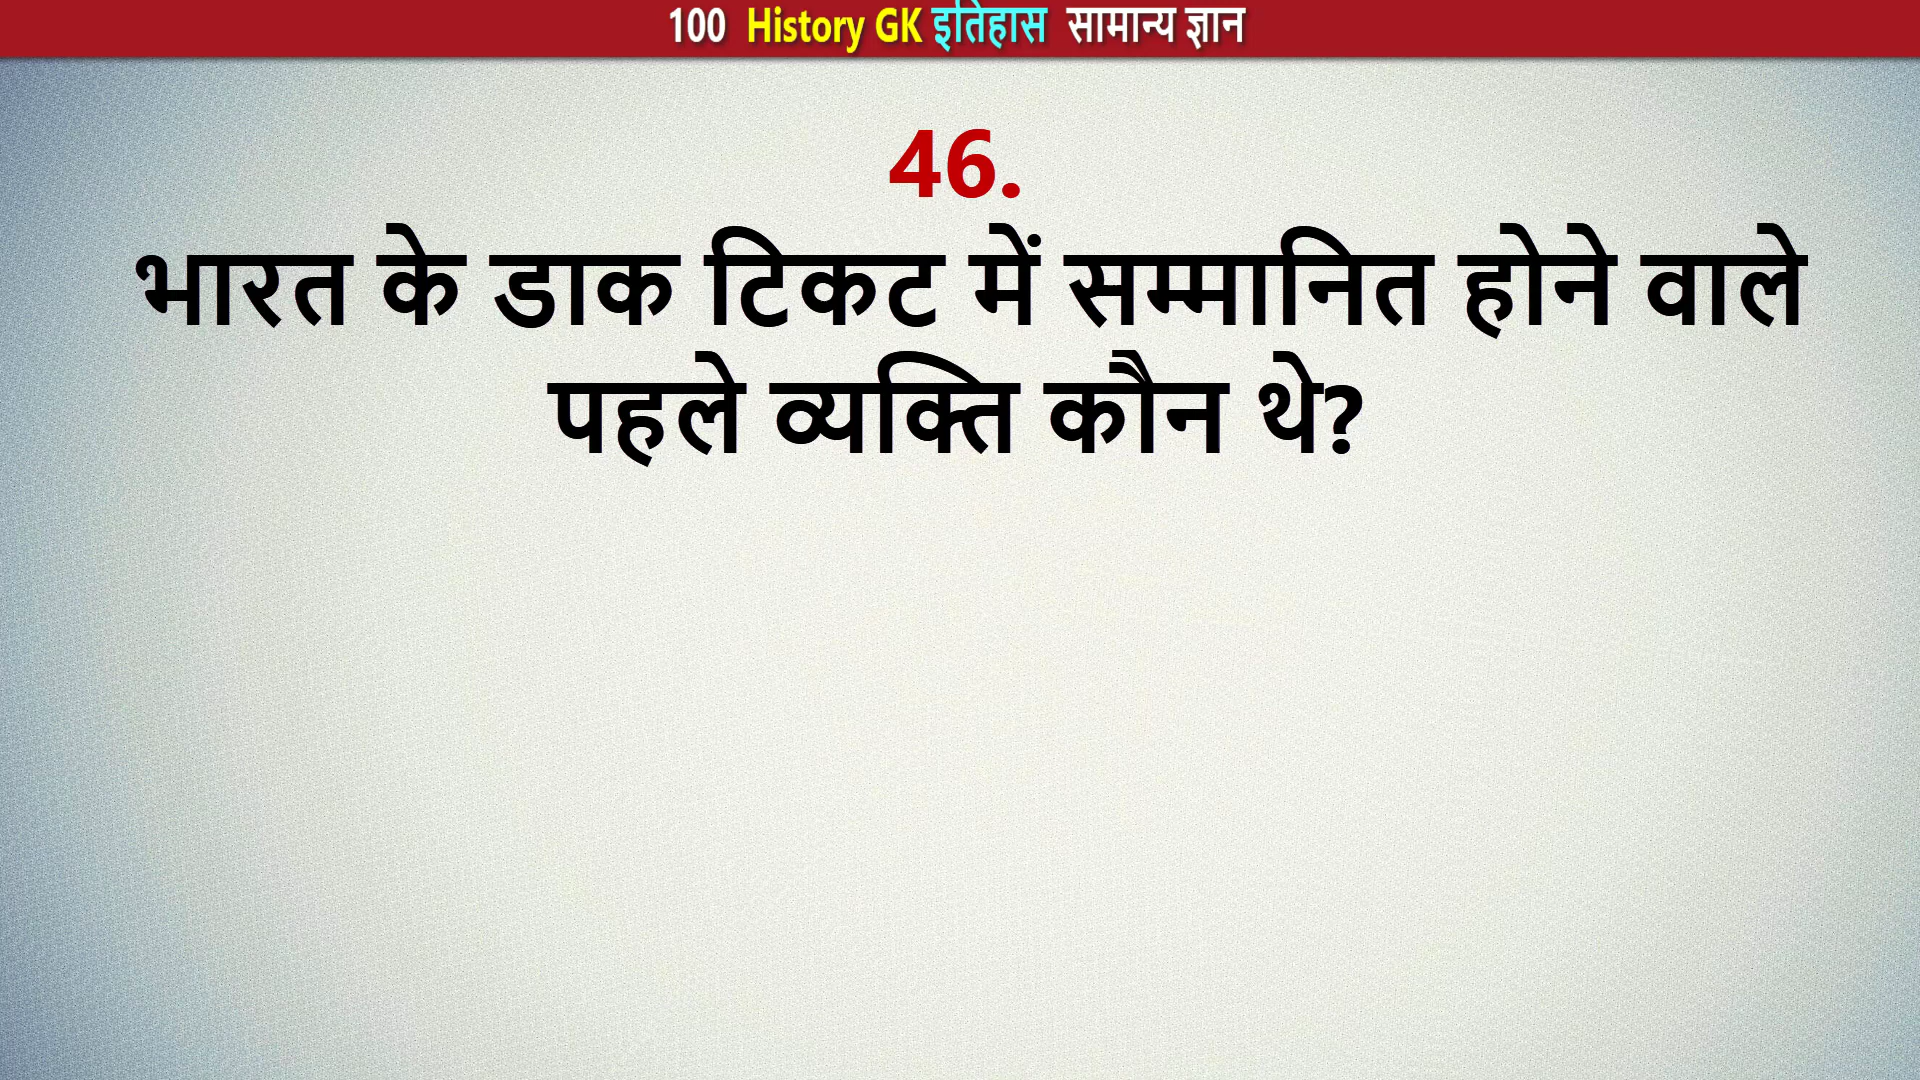 100 History GK इतिहास सामान्य ज्ञान
46.
भारत के डाक टिकट में सम्मानित होने वाले
पहले व्यक्ति कौन थे?